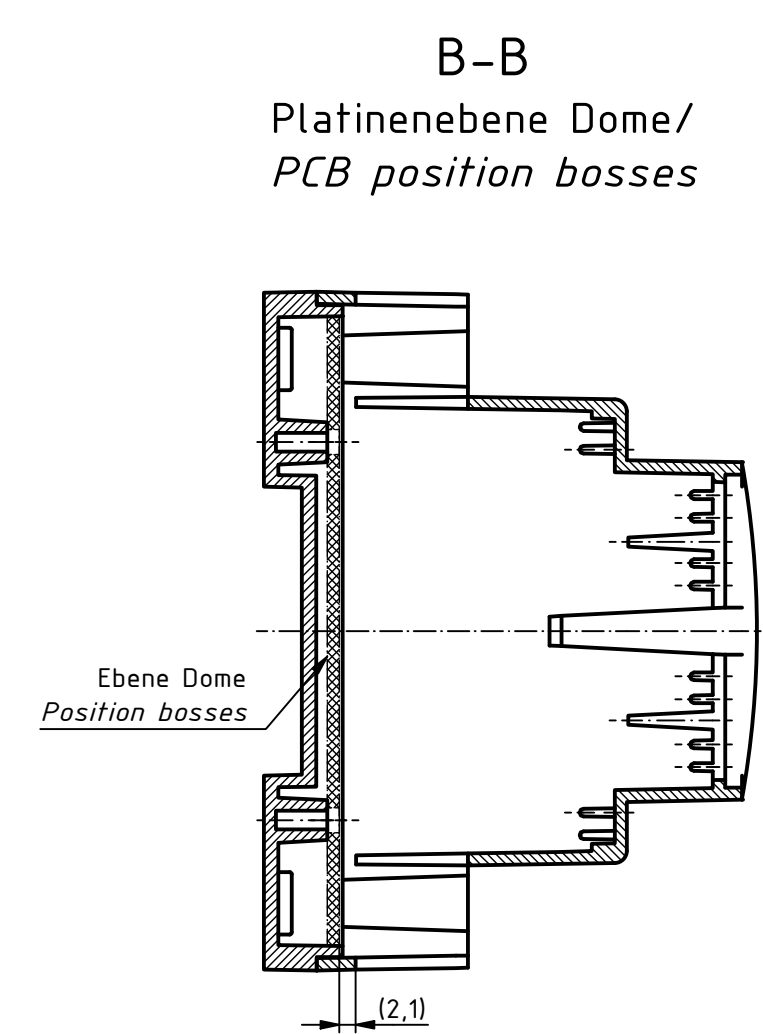 B-B
Platinenebene Dome/
PCB position bosses
Ebene Dome
Position bosses
(2,1)